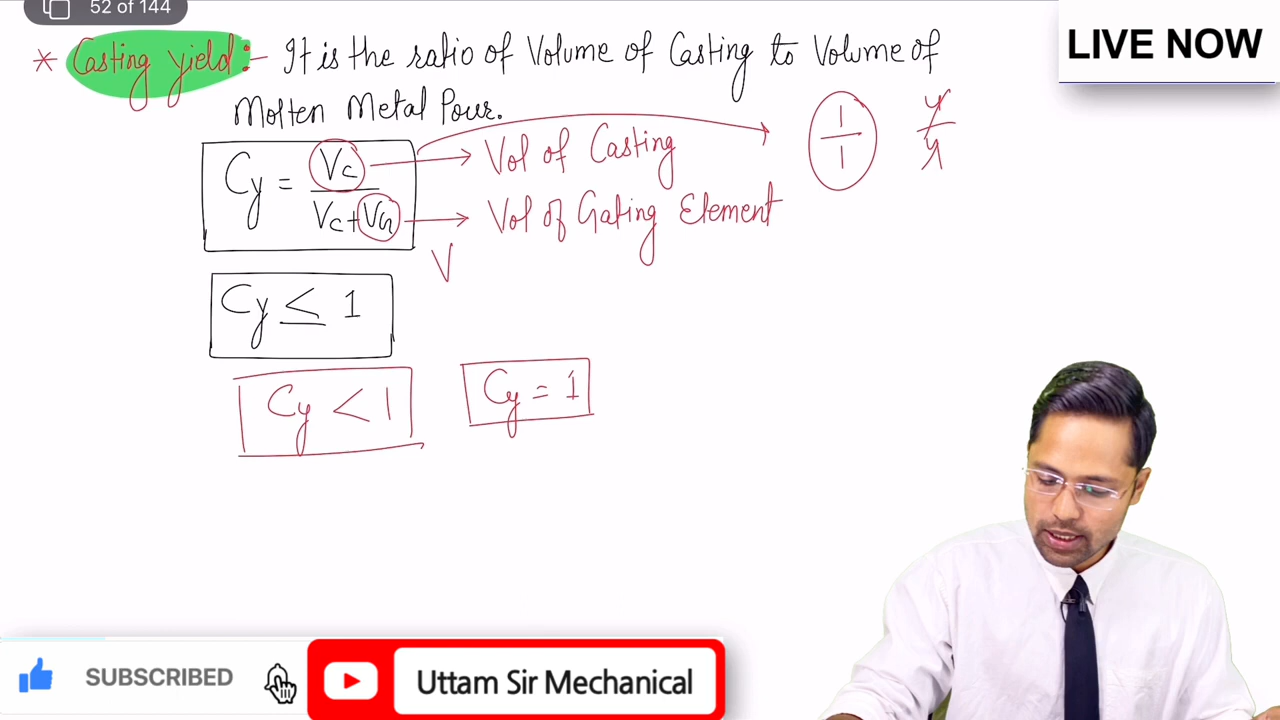 52 of 144
LIVE NOW
* Casting yield :- It is the ratio of Volume of Casting to Volume of
Molten Metal Pour.
Cy = Vc / Vc+VG
Vol of Casting
Vol of Gating Element
1/1
V
Cy ≤ 1
Cy < 1
Cy = 1
SUBSCRIBED
Uttam Sir Mechanical